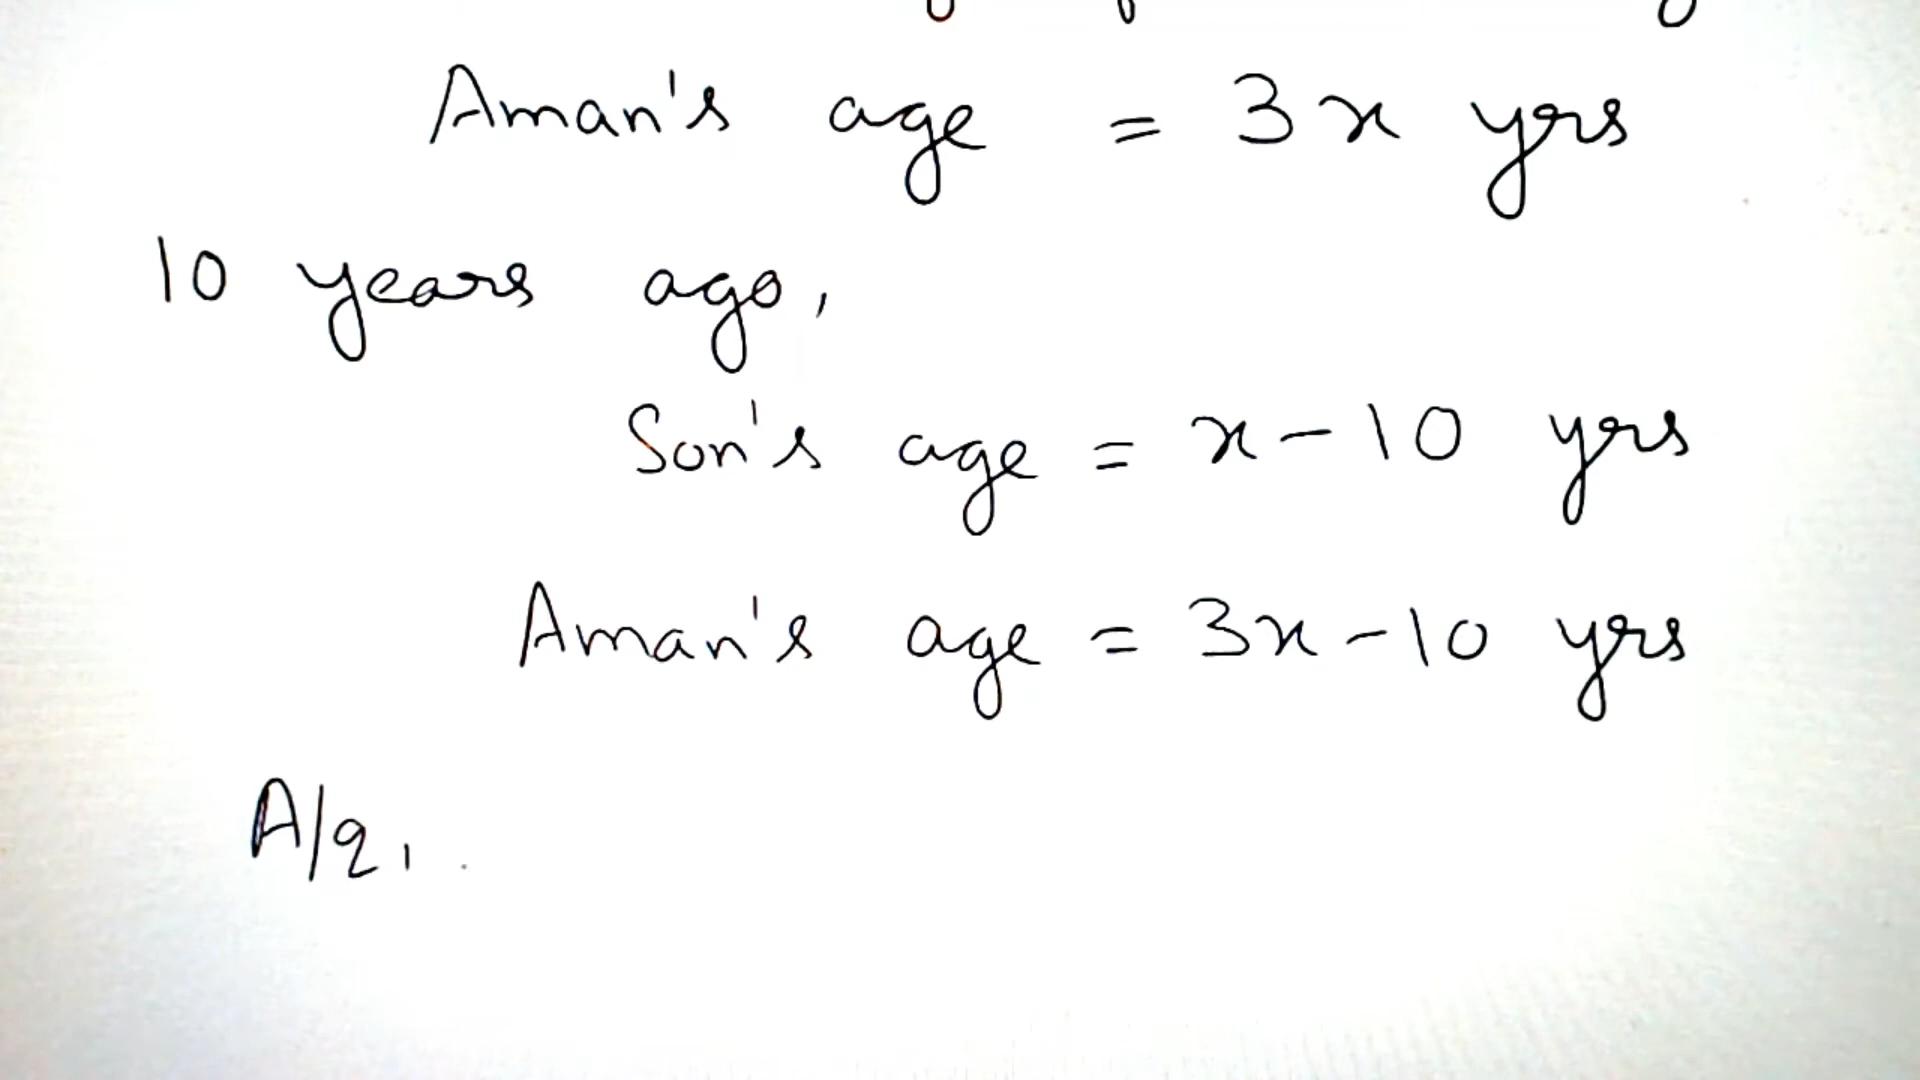 Aman's age = 3x yrs
10 years ago,
Son's age = x - 10 yrs
Aman's age = 3x - 10 yrs
A/q,